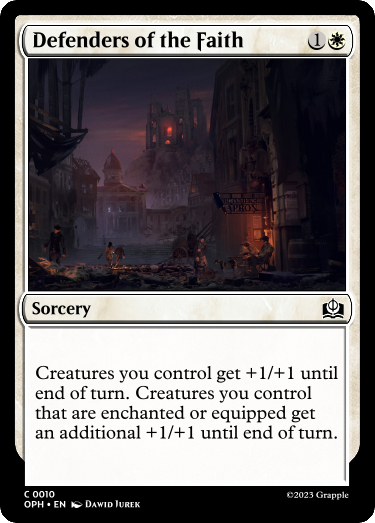 Defenders of the Faith 1
Sorcery
Creatures you control get +1/+1 until
end of turn. Creatures you control
that are enchanted or equipped get
an additional +1/+1 until end of turn.
C 0010
OPH • EN Dawid Jurek
©2023 Grapple